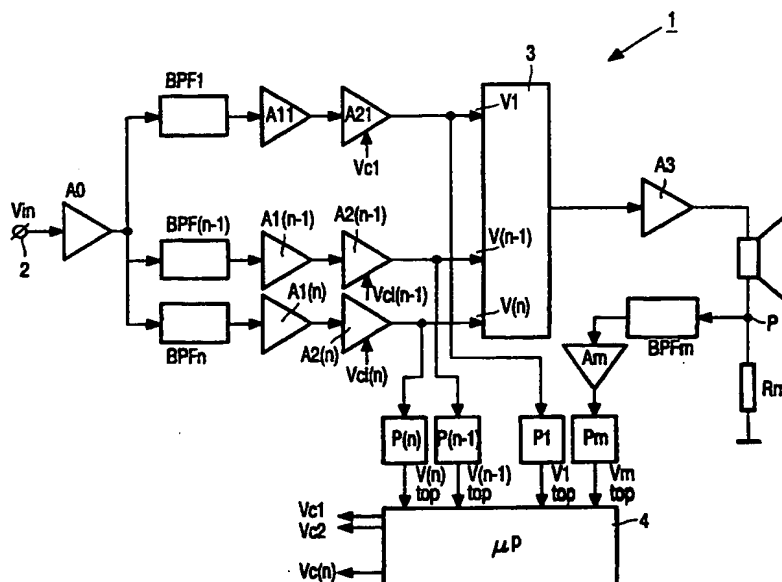 1
3
BPF1
A11
A21
V1
Vc1
A3
A0
Vin
2
BPF(n-1)
A1(n-1)
A2(n-1)
V(n-1)
Vcl(n-1)
A1(n)
V(n)
BPFn
A2(n)
Vcl(n)
Am
BPFm
P
Rm
P(n)
P(n-1)
P1
Pm
V(n) top
V(n-1) top
V1 top
Vm top
Vc1
Vc2
Vc(n)
μP
4